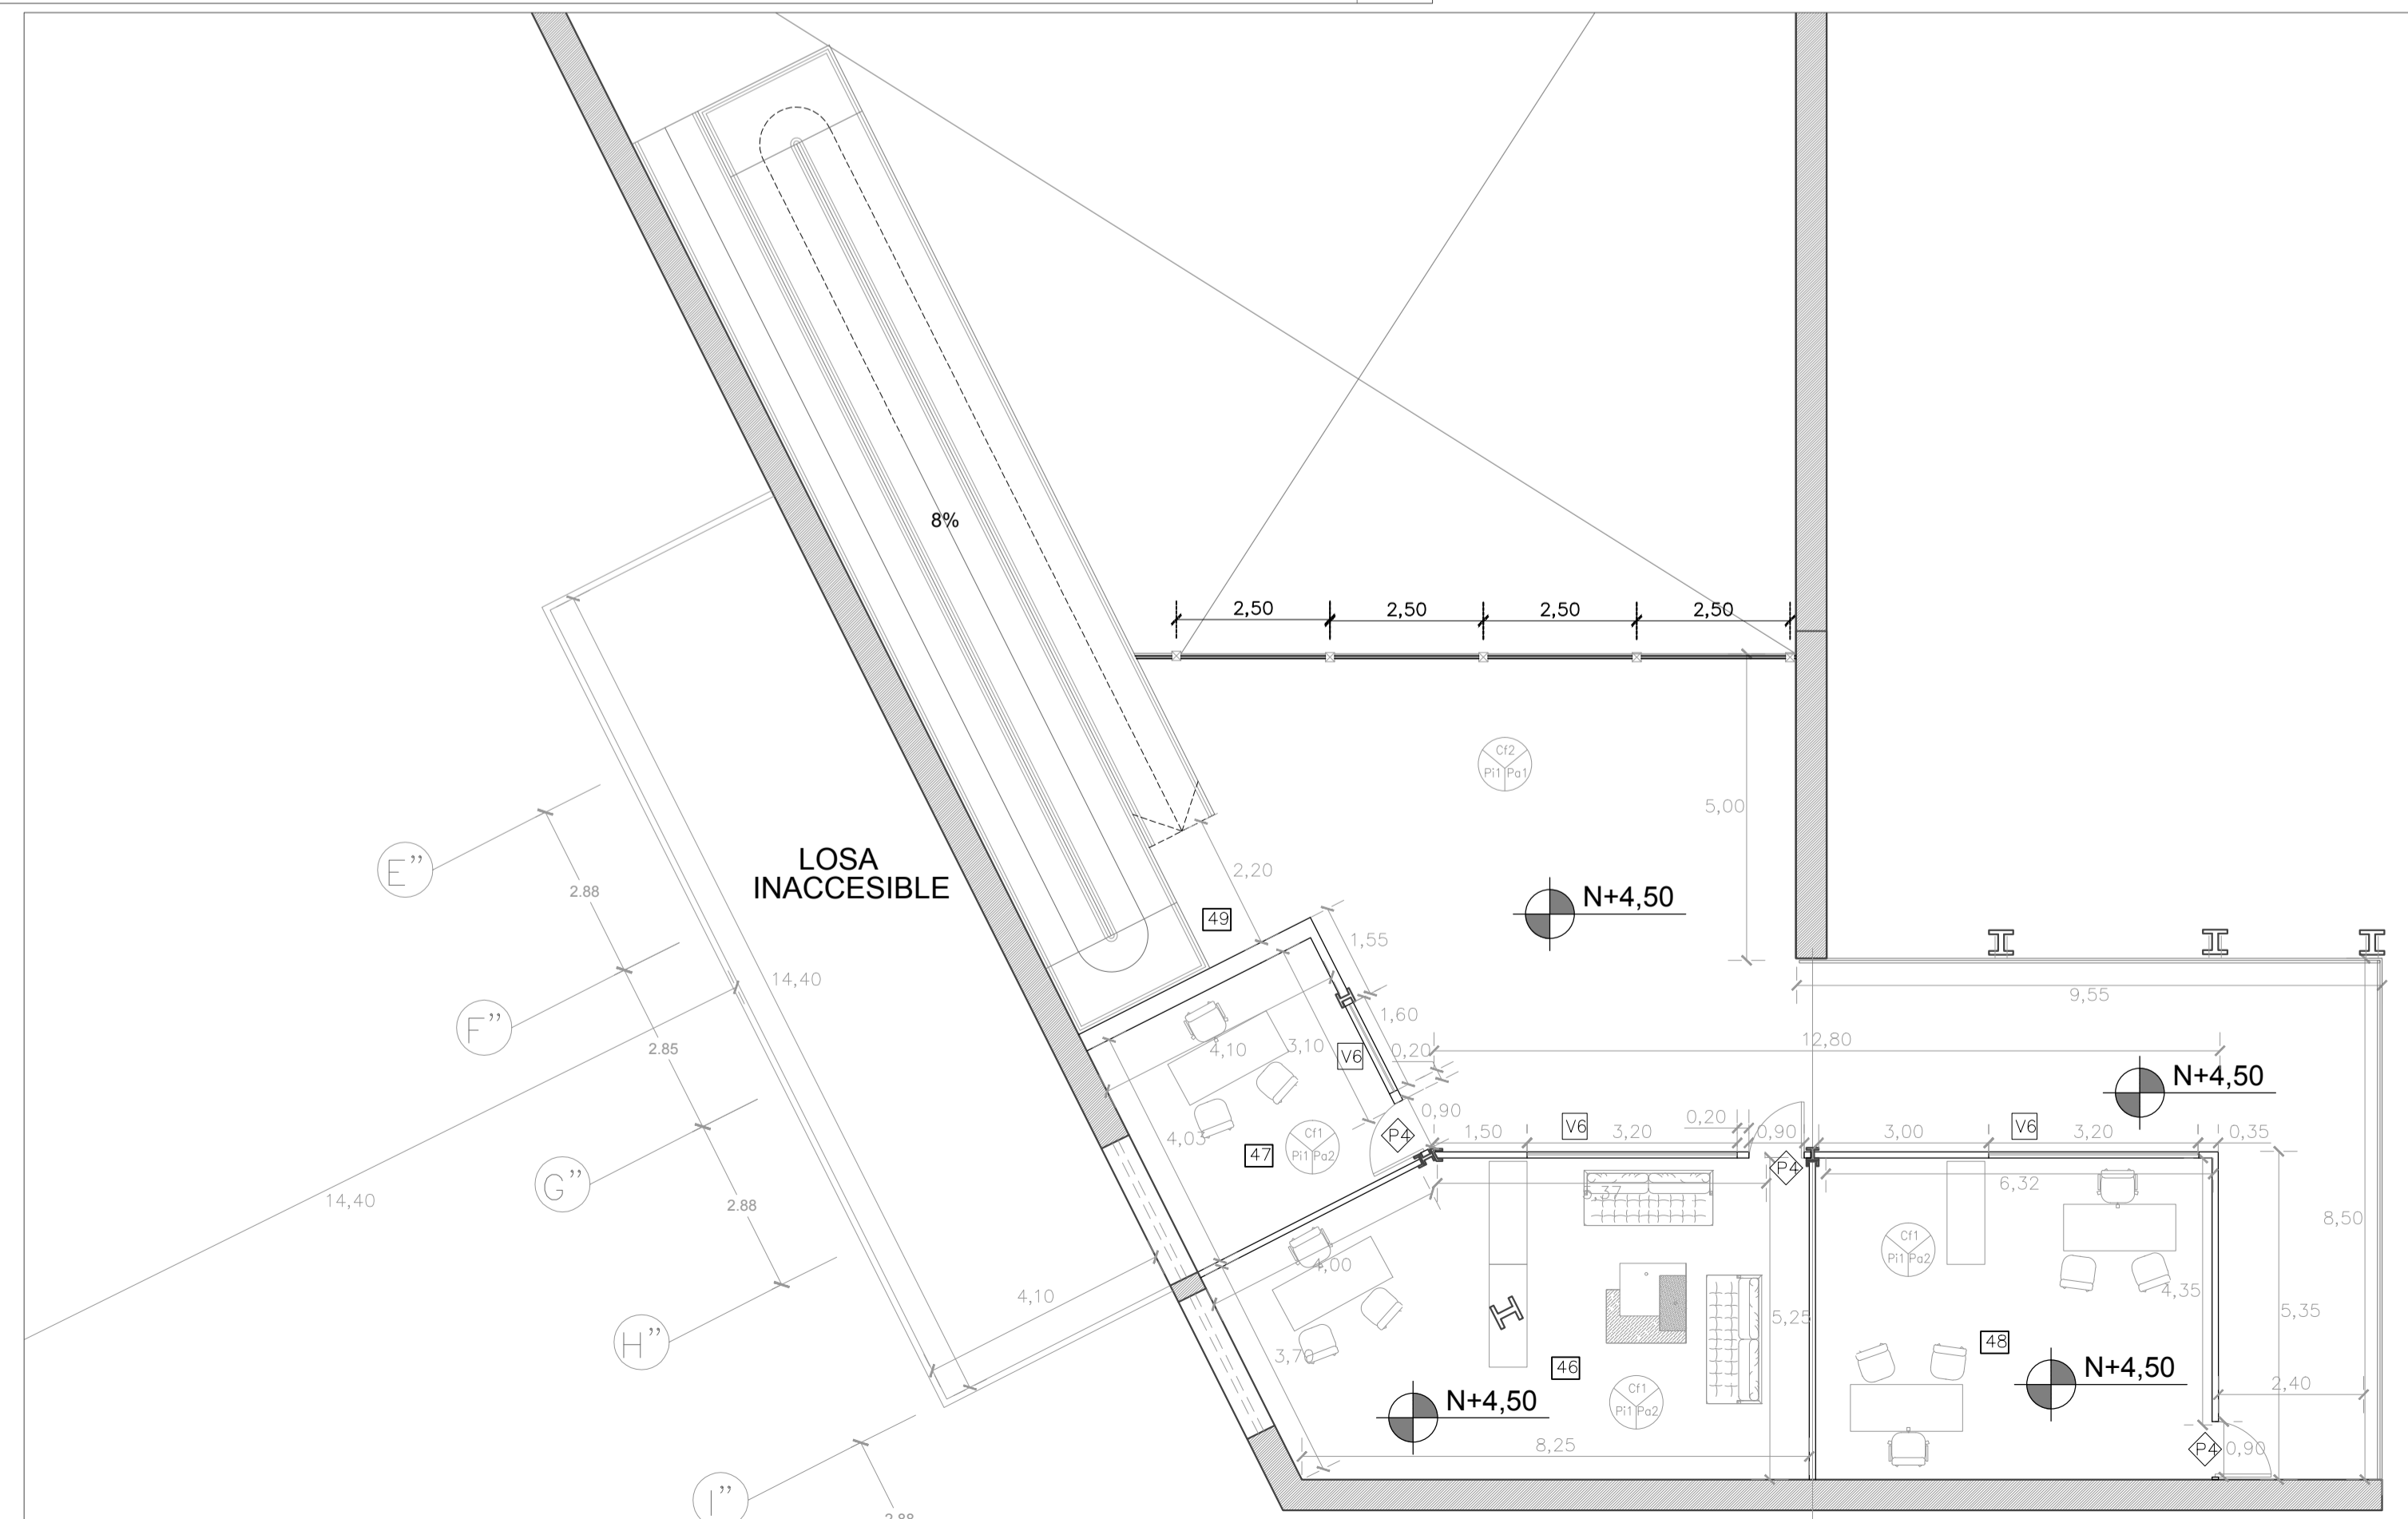 8%
2,50
2,50
2,50
2,50
Cf2
Pi1 Pa1
5,00
E”
LOSA
INACCESIBLE
2,20
N+4,50
2.88
49
1,55
14,40
9,55
F”
1,60
12,80
2.85
4,10
3,10
V6
0,20
N+4,50
0,90
4,03
Cf1
Pi1 Pa2
P4
1,50
V6
3,20
0,20
0,90
3,00
V6
3,20
0,35
47
P4
G”
14,40
2.88
5,37
6,32
8,50
Cf1
Pi1 Pa2
4,00
4,35
4,10
5,25
5,35
H”
3,70
46
48
N+4,50
2,40
Cf1
Pi1 Pa2
N+4,50
8,25
P4
0,90
I”
2.88